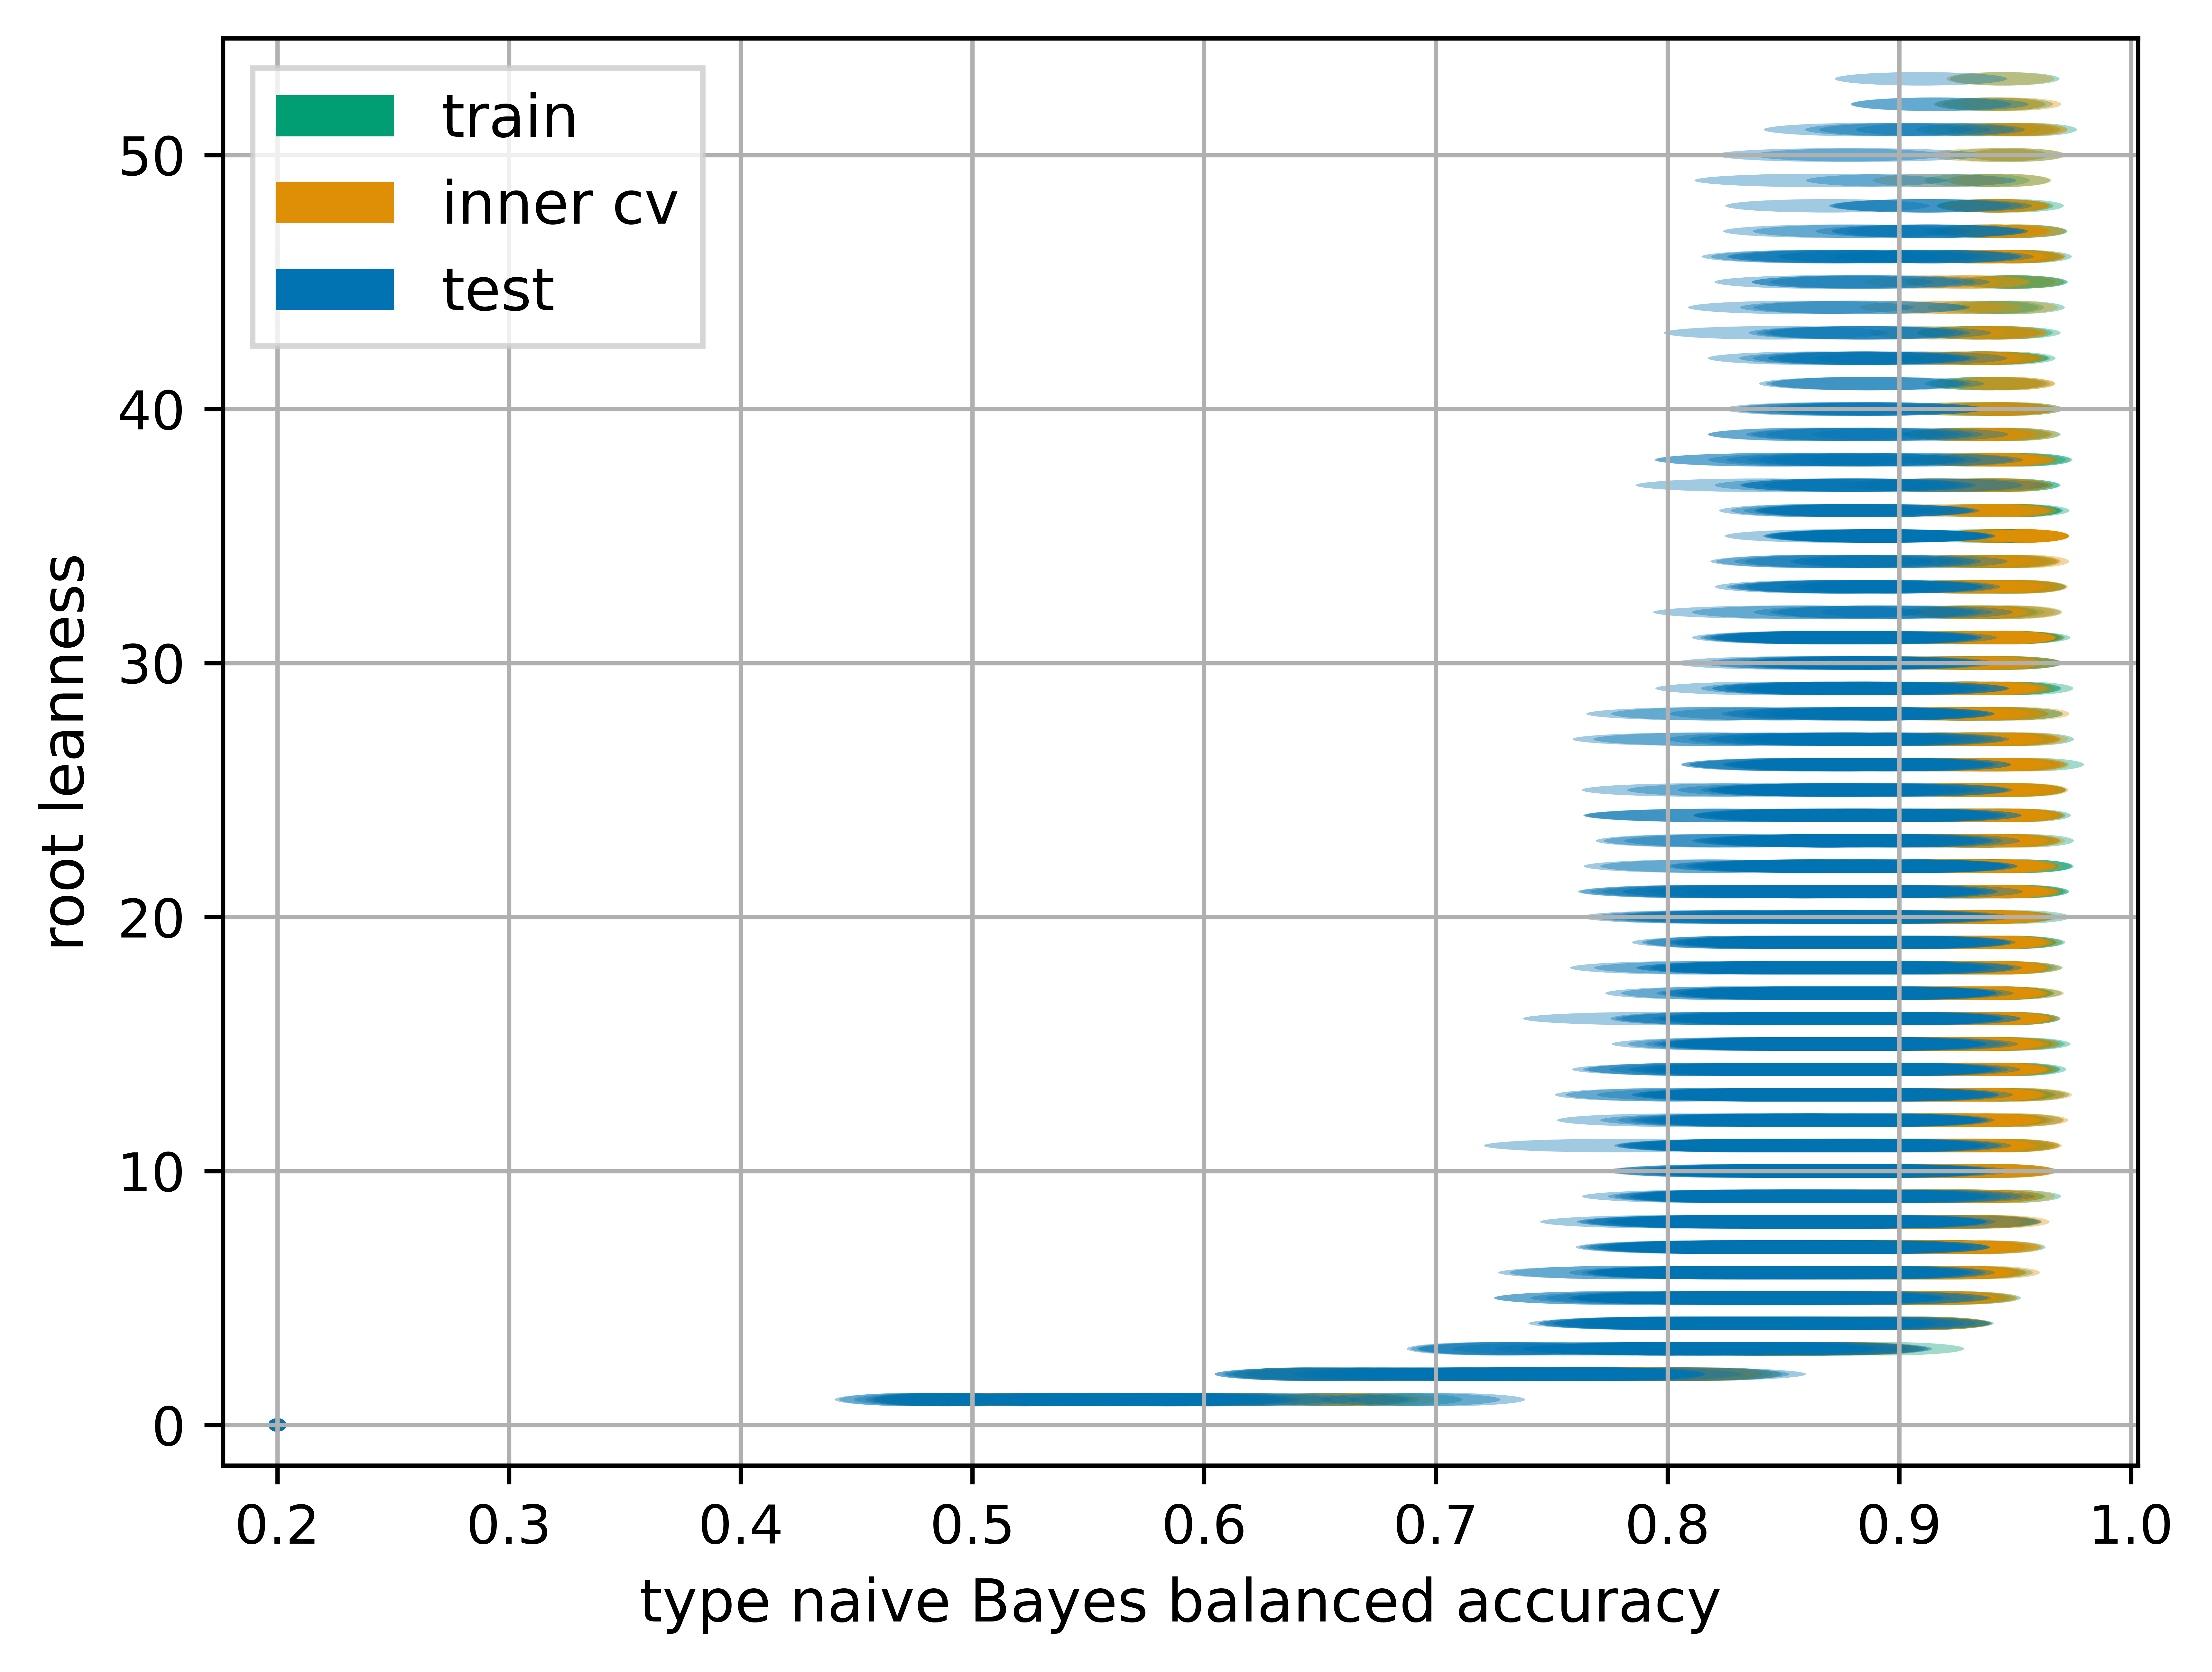 train
inner cv
test
50
40
30
20
10
0
root leanness
0.2 0.3 0.4 0.5 0.6 0.7 0.8 0.9 1.0
type naive Bayes balanced accuracy